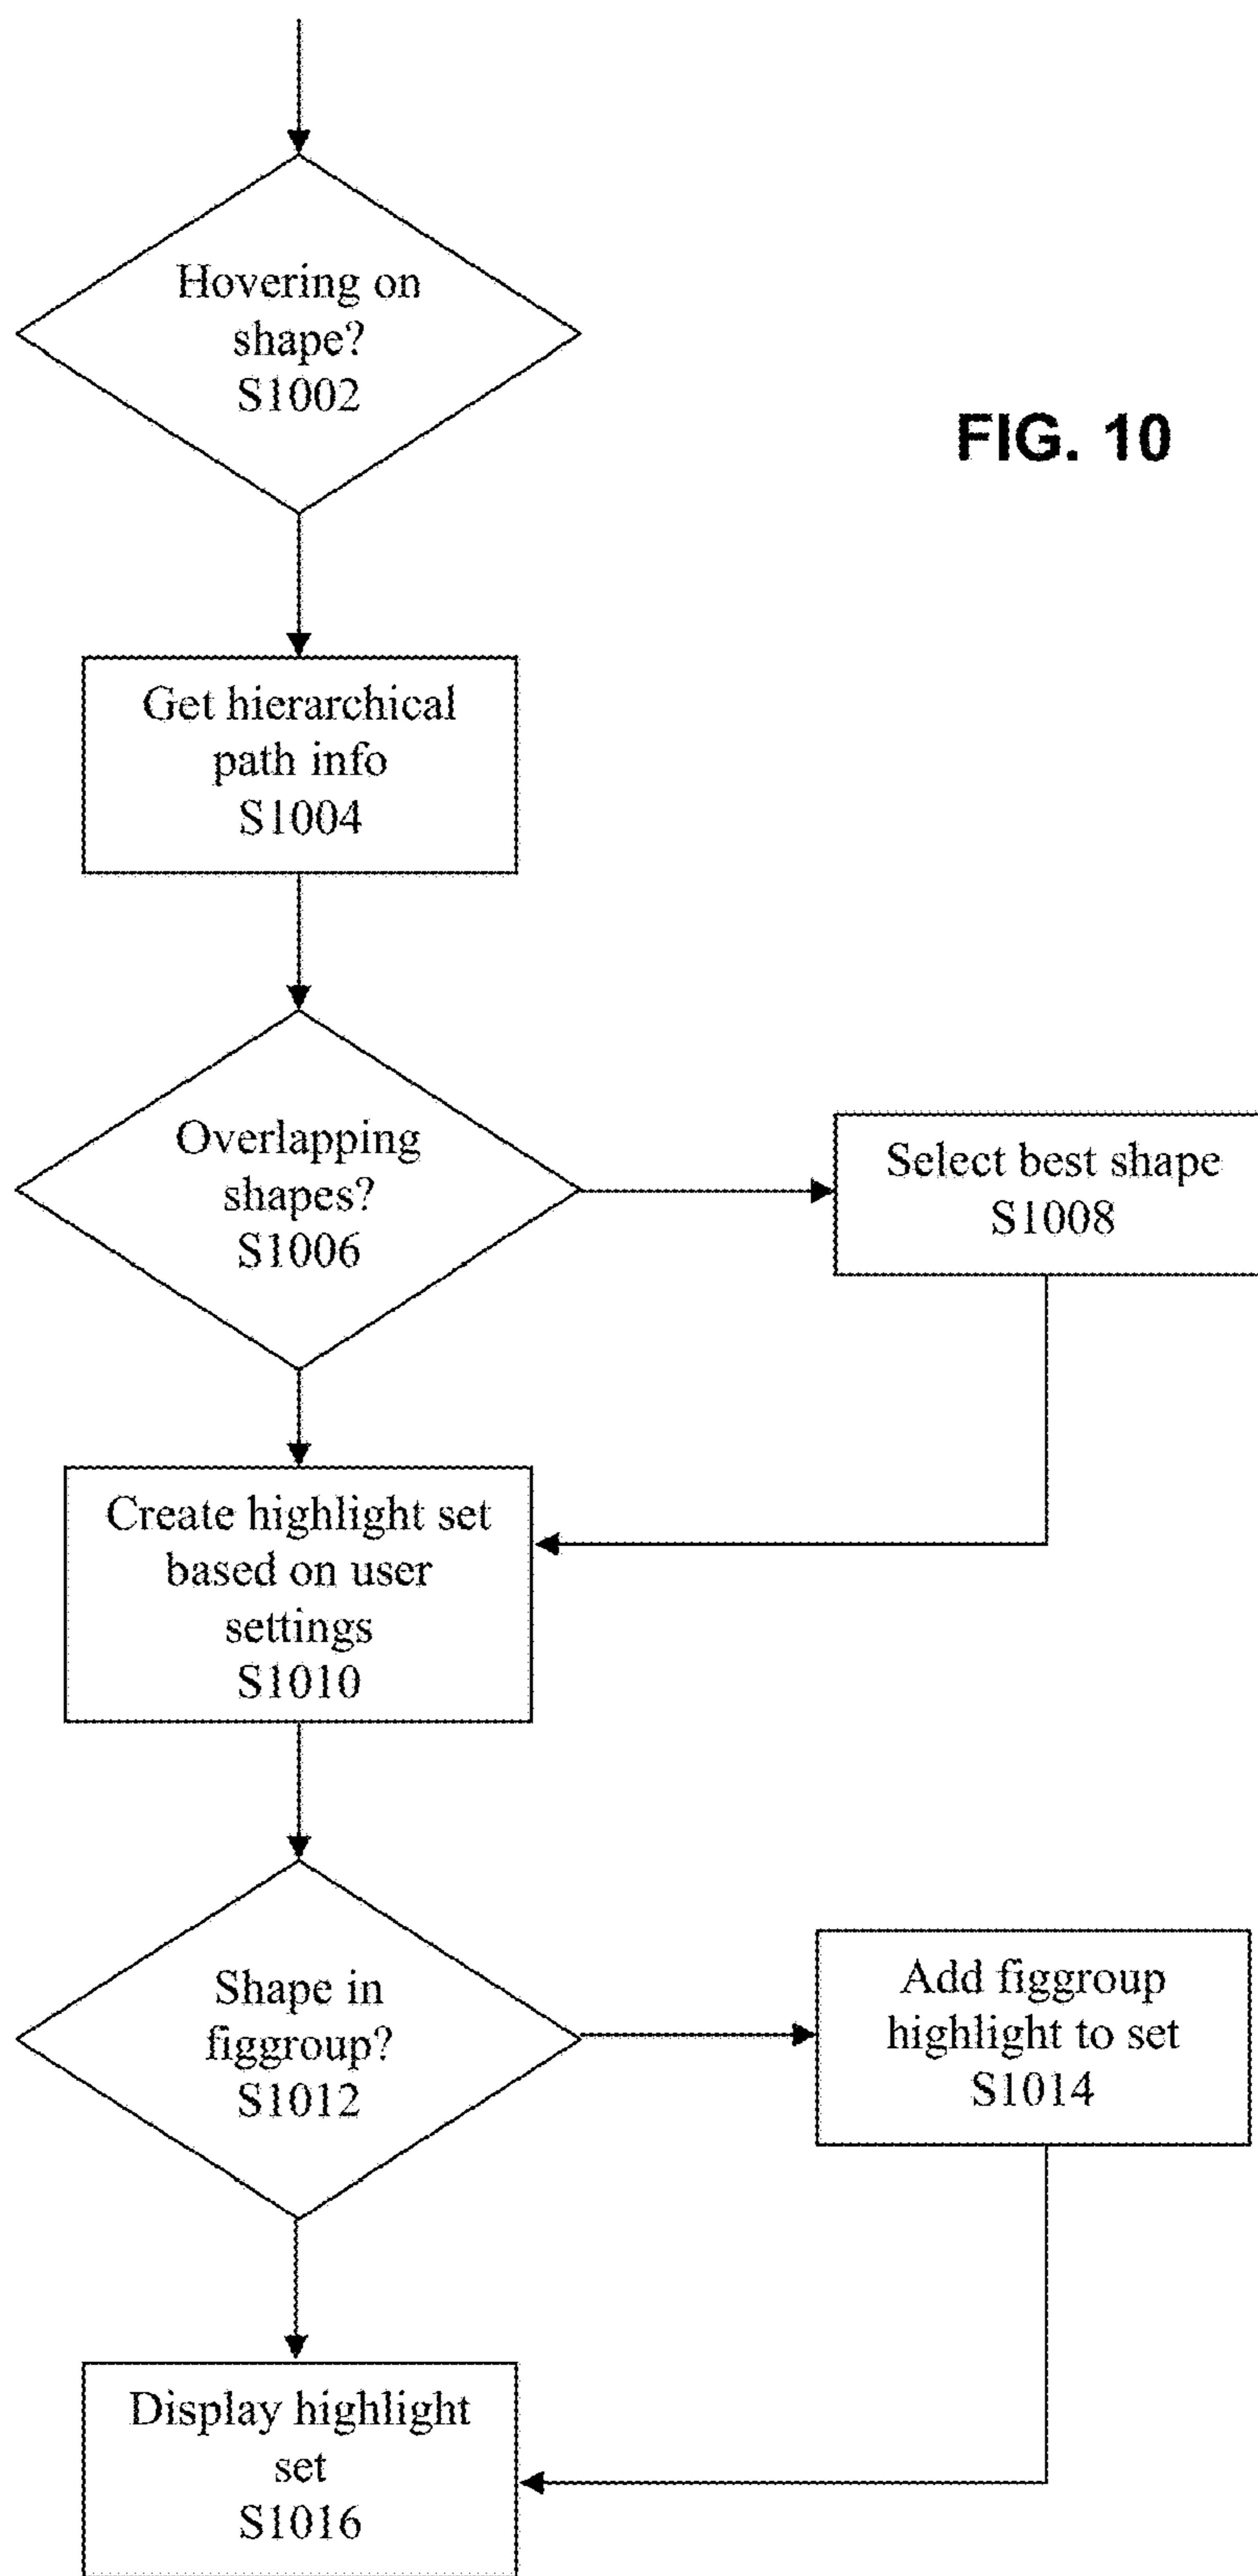 Hovering on
shape?
S1002
FIG. 10
Get hierarchical
path info
S1004
Overlapping
shapes?
S1006
Select best shape
S1008
Create highlight set
based on user
settings
S1010
Shape in
figgroup?
S1012
Add figgroup
highlight to set
S1014
Display highlight
set
S1016